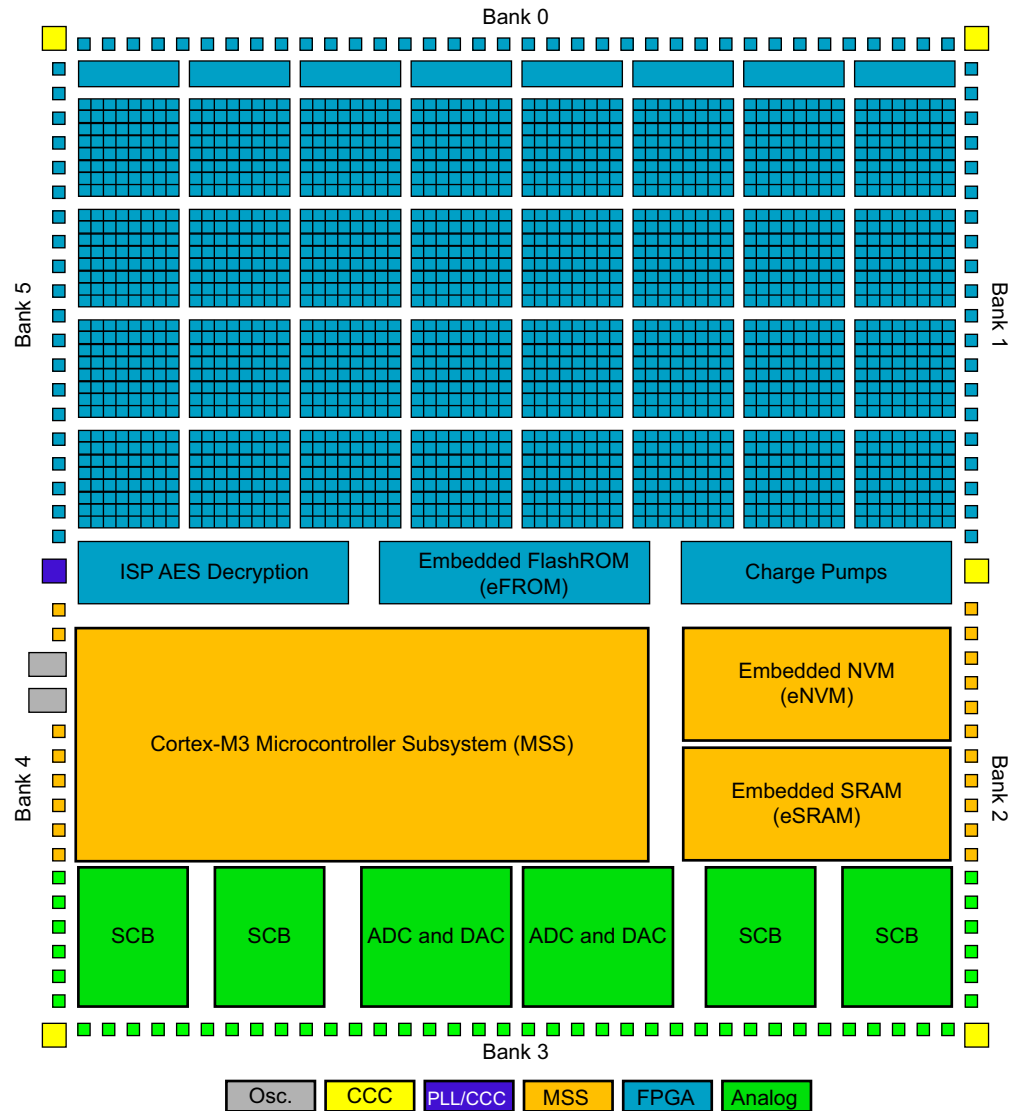 Bank 0
Bank 5
Bank 1
ISP AES Decryption
Embedded FlashROM
(eFROM)
Charge Pumps
Cortex-M3 Microcontroller Subsystem (MSS)
Embedded NVM
(eNVM)
Embedded SRAM
(eSRAM)
Bank 4
Bank 2
SCB
SCB
ADC and DAC
ADC and DAC
SCB
SCB
Bank 3
Osc.
CCC
PLL/CCC
MSS
FPGA
Analog